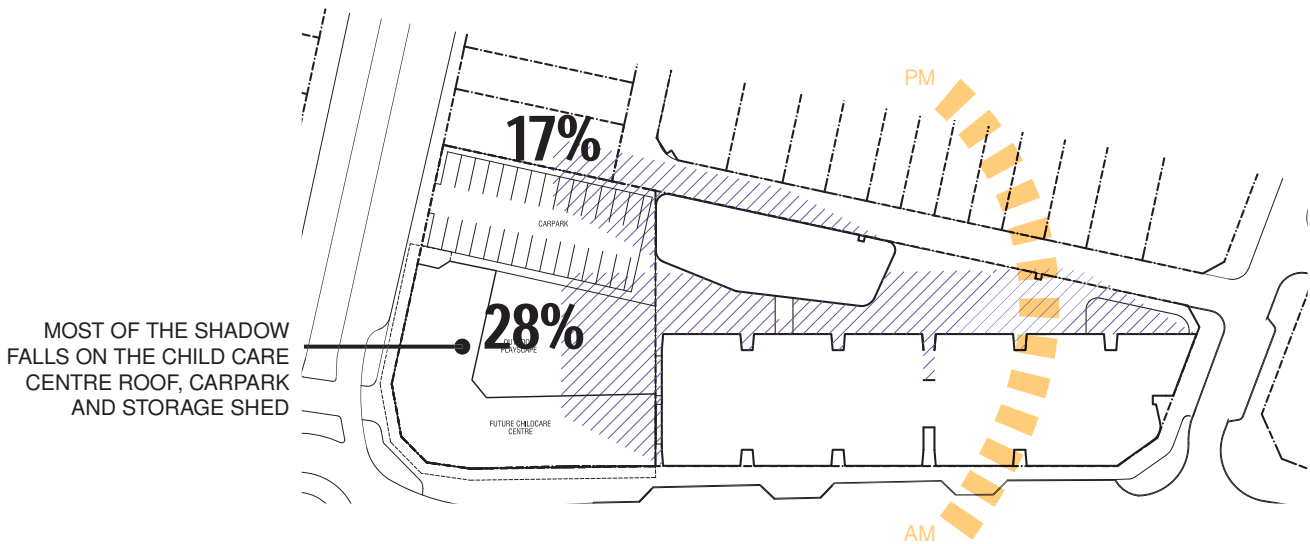 PM
17%
CARPARK
28%
PLAYSCAPE
MOST OF THE SHADOW
FALLS ON THE CHILD CARE
CENTRE ROOF, CARPARK
AND STORAGE SHED
FUTURE CHILDCARE
CENTRE
AM